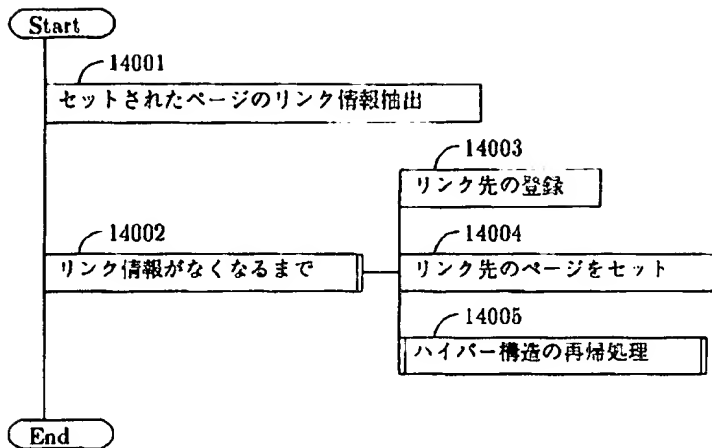 Start
14001
セットされたページのリンク情報抽出
14003
リンク先の登録
14002
リンク情報がなくなるまで
14004
リンク先のページをセット
14005
ハイパー構造の再帰処理
End